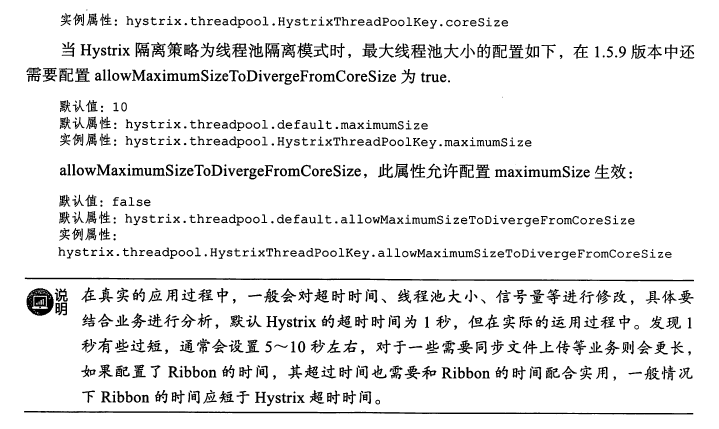 实例属性：hystrix.threadpool.HystrixThreadPoolKey.coreSize
当 Hystrix 隔离策略为线程池隔离模式时，最大线程池大小的配置如下，在 1.5.9 版本中还
需要配置 allowMaximumSizeToDivergeFromCoreSize 为 true.
默认值：10
默认属性：hystrix.threadpool.default.maximumSize
实例属性：hystrix.threadpool.HystrixThreadPoolKey.maximumSize
allowMaximumSizeToDivergeFromCoreSize，此属性允许配置 maximumSize 生效：
默认值：false
默认属性：hystrix.threadpool.default.allowMaximumSizeToDivergeFromCoreSize
实例属性：
hystrix.threadpool.HystrixThreadPoolKey.allowMaximumSizeToDivergeFromCoreSize
说明
在真实的应用过程中，一般会对超时时间、线程池大小、信号量等进行修改，具体要
结合业务进行分析，默认 Hystrix 的超时时间为 1 秒，但在实际的运用过程中。发现 1
秒有些过短，通常会设置 5～10 秒左右，对于一些需要同步文件上传等业务则会更长，
如果配置了 Ribbon 的时间，其超过时间也需要和 Ribbon 的时间配合实用，一般情况
下 Ribbon 的时间应短于 Hystrix 超时时间。